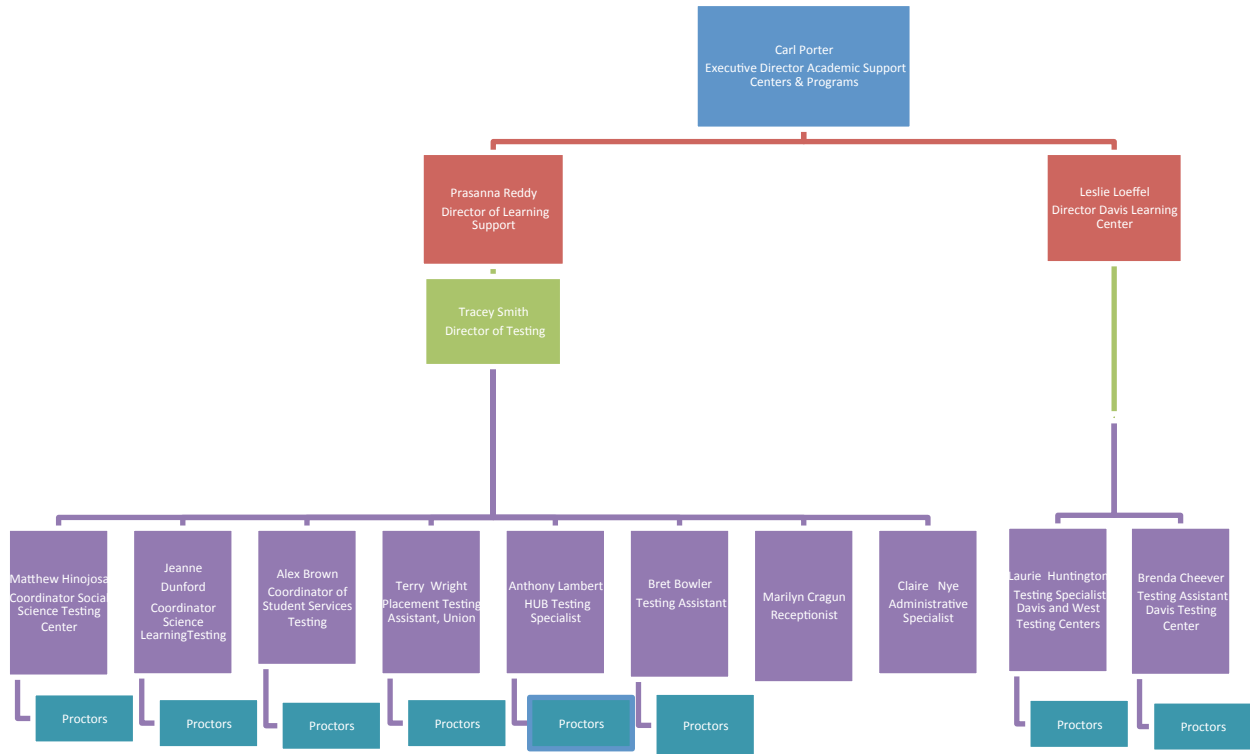 Carl Porter
Executive Director Academic Support
Centers & Programs
Prasanna Reddy
Director of Learning
Support
Leslie Loeffel
Director Davis Learning
Center
Tracey Smith
Director of Testing
Matthew Hinojosa
Coordinator Social
Science Testing
Center
Jeanne
Dunford
Coordinator
Science
LearningTesting
Alex Brown
Coordinator of
Student Services
Testing
Terry Wright
Placement Testing
Assistant, Union
Anthony Lambert
HUB Testing
Specialist
Bret Bowler
Testing Assistant
Marilyn Cragun
Receptionist
Claire Nye
Administrative
Specialist
Laurie Huntington
Testing Specialist
Davis and West
Testing Centers
Brenda Cheever
Testing Assistant
Davis Testing
Center
Proctors
Proctors
Proctors
Proctors
Proctors
Proctors
Proctors
Proctors